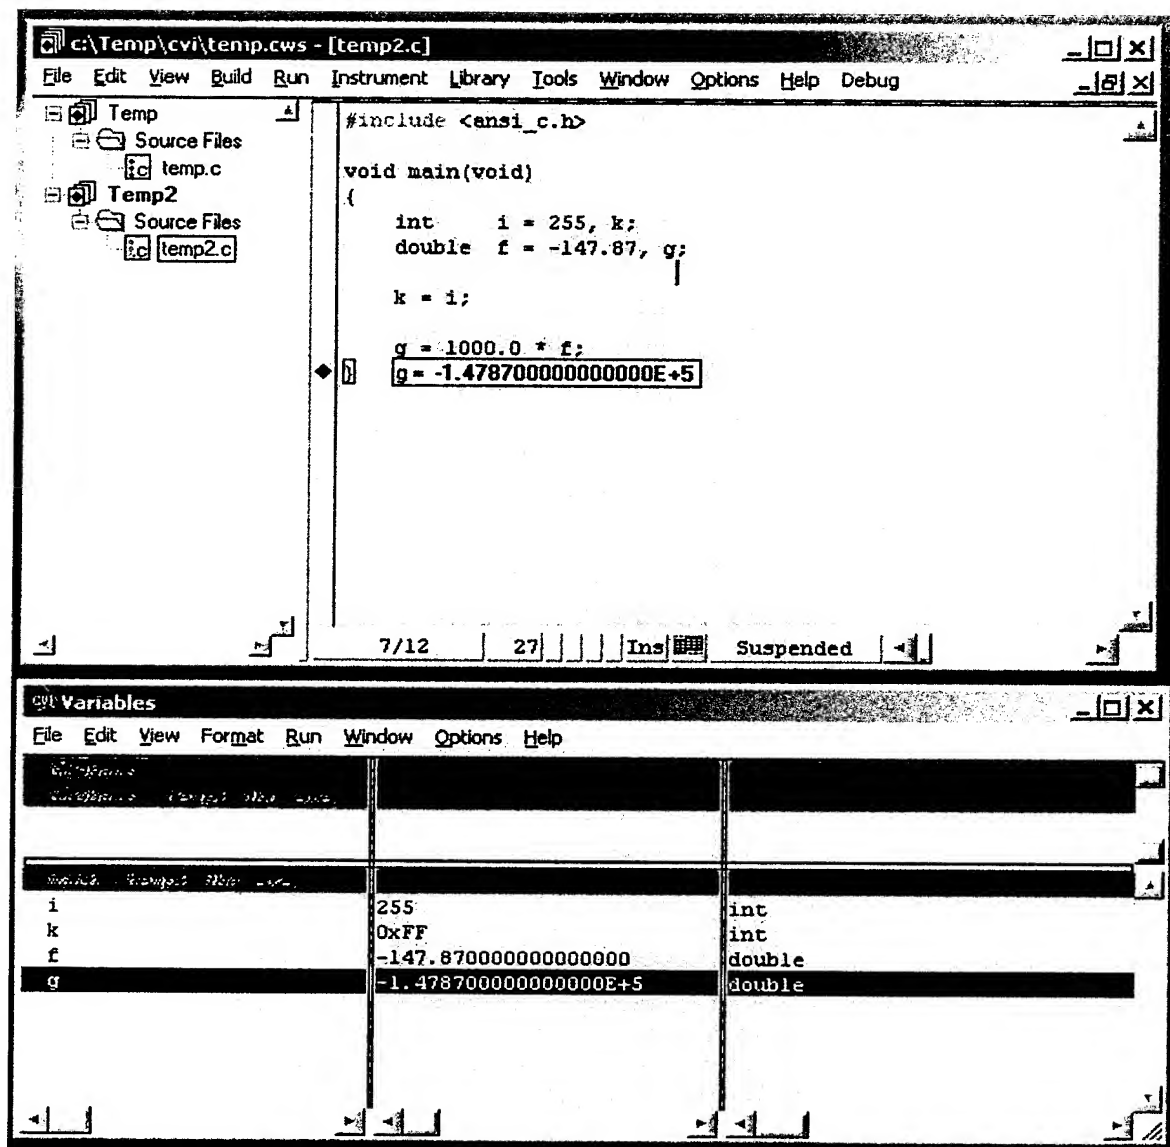 c:\Temp\cvi\temp.cws - [temp2.c]
File Edit View Build Run Instrument Library Tools Window Options Help Debug
Temp
Source Files
temp.c
Temp2
Source Files
temp2.c
#include <ansi_c.h>
void main(void)
{
int i = 255, k;
double f = -147.87, g;
k = i;
g = 1000.0 * f;
} g = -1.478700000000000E+5
7/12 27 Ins Suspended
cvi Variables
File Edit View Format Run Window Options Help
i 255 int
k 0xFF int
f -147.870000000000000 double
g -1.478700000000000E+5 double